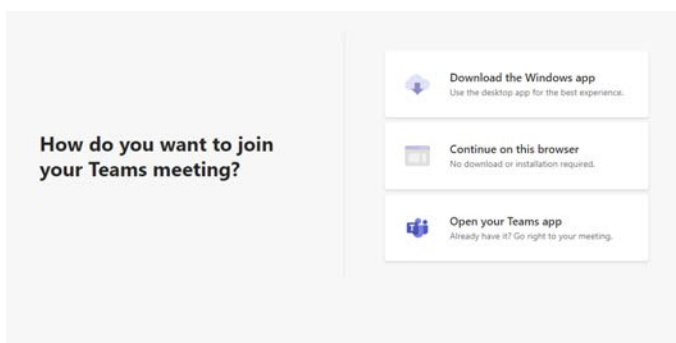 How do you want to join
your Teams meeting?
Download the Windows app
Use the desktop app for the best experience.
Continue on this browser
No download or installation required.
Open your Teams app
Already have it? Go right to your meeting.